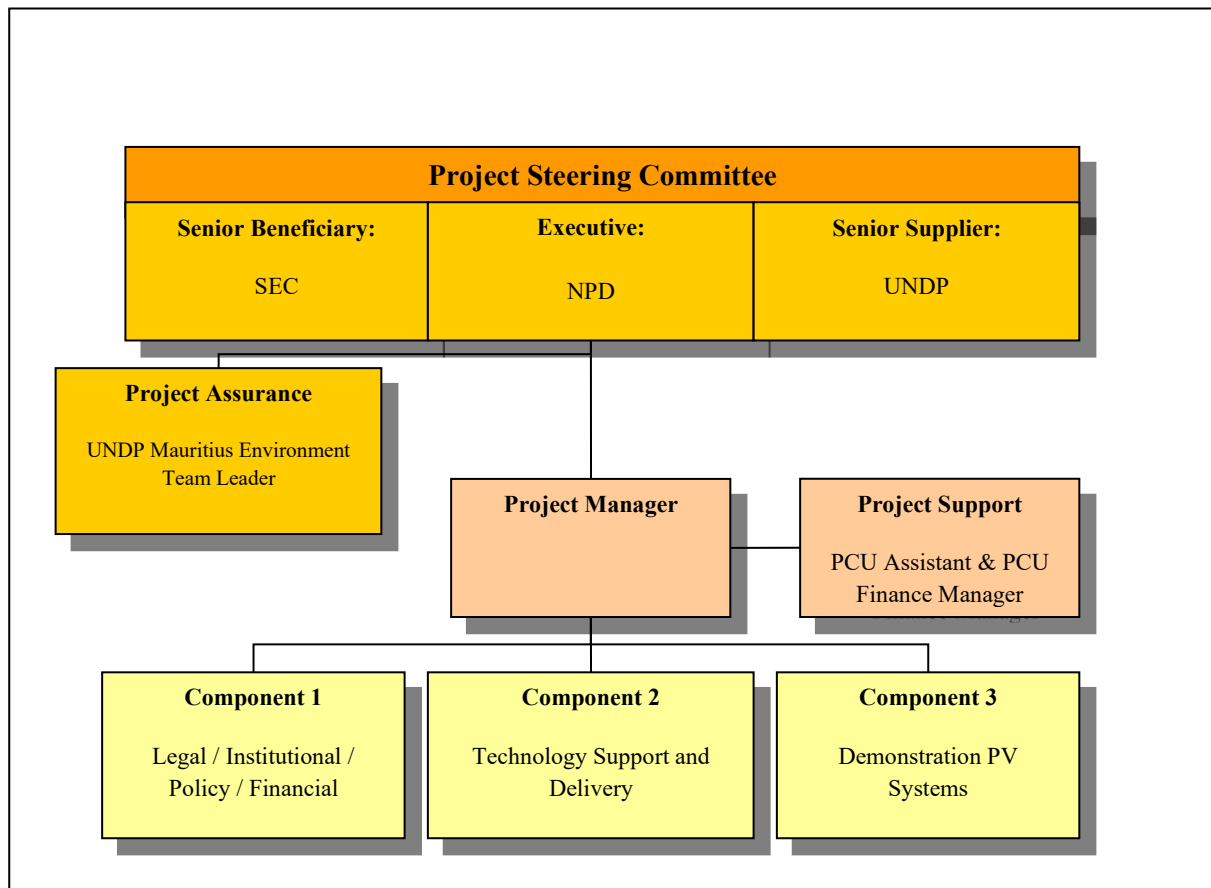 Project Steering Committee
Senior Beneficiary:
SEC
Executive:
NPD
Senior Supplier:
UNDP
Project Assurance
UNDP Mauritius Environment
Team Leader
Project Manager
Project Support
PCU Assistant & PCU
Finance Manager
Component 1
Legal / Institutional /
Policy / Financial
Component 2
Technology Support and
Delivery
Component 3
Demonstration PV
Systems